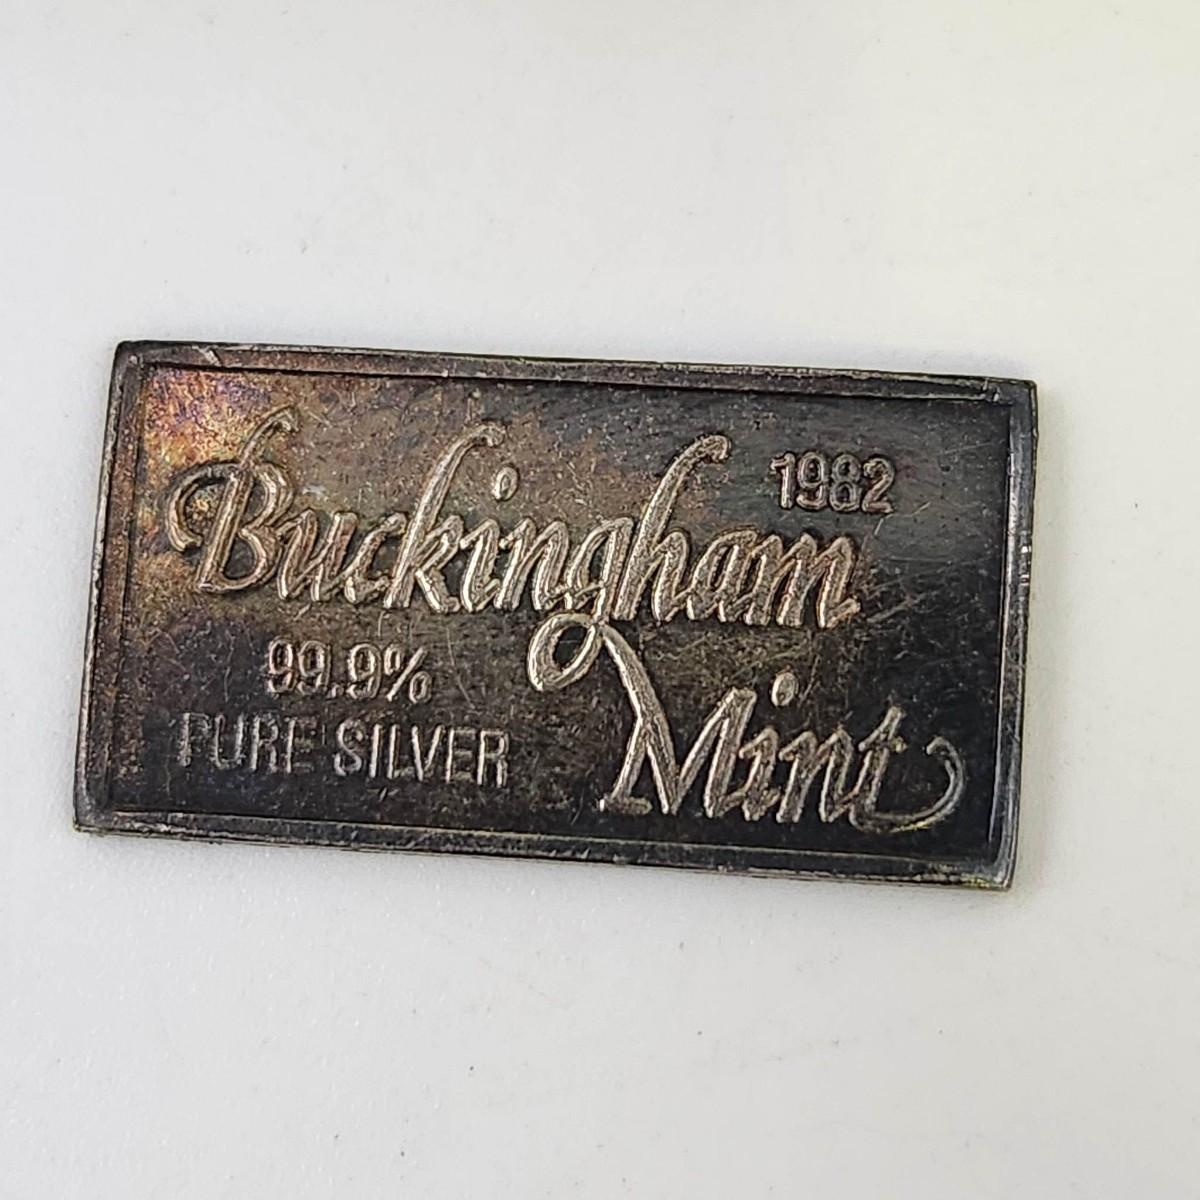 1982
Buckingham
Mint
99.9%
PURE SILVER